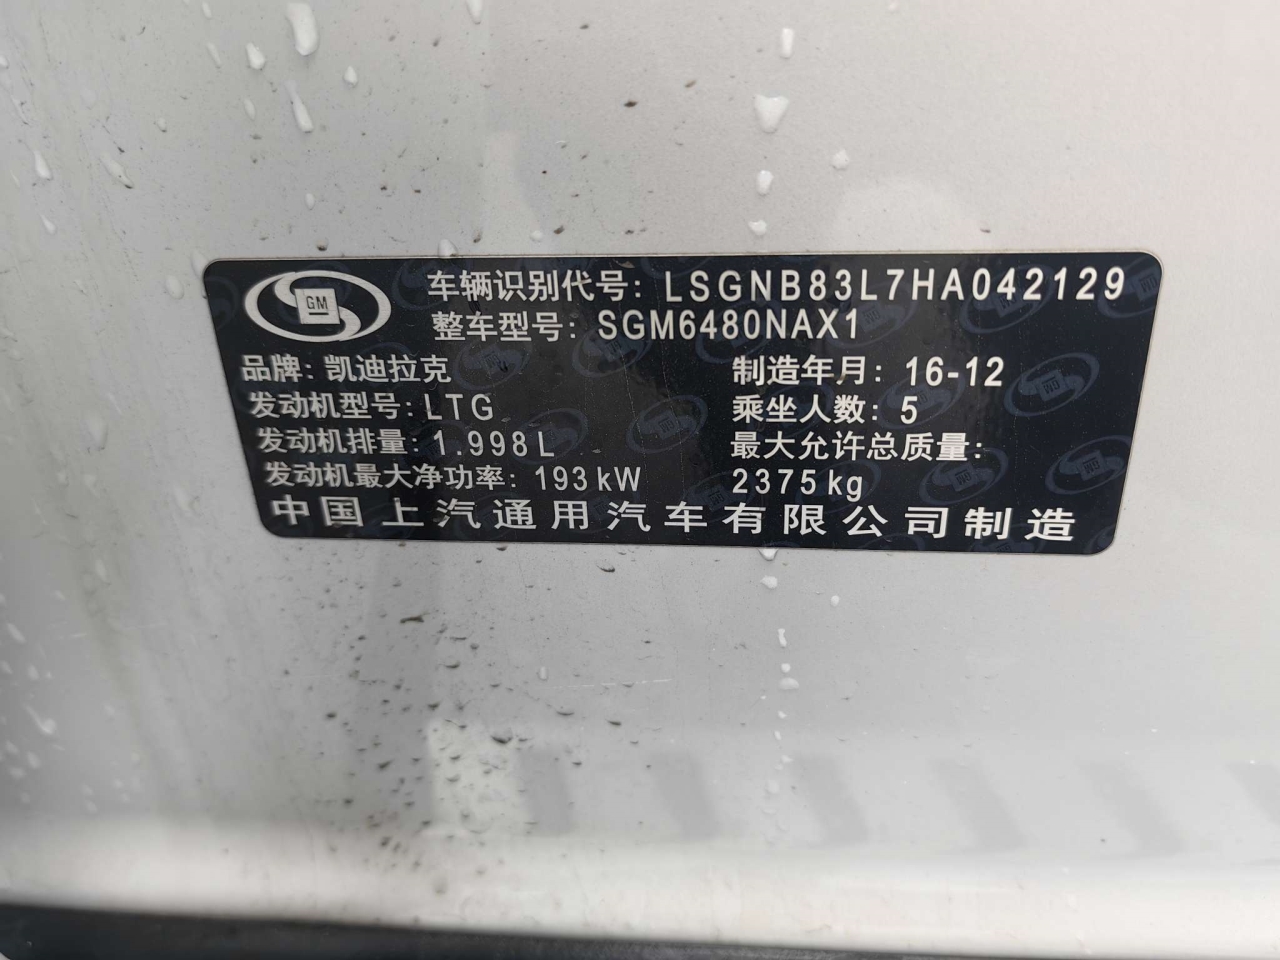 GM
车辆识别代号: LSGNB83L7HA042129
整车型号: SGM6480NAX1
品牌: 凯迪拉克
制造年月: 16-12
发动机型号: LTG
乘坐人数: 5
发动机排量: 1.998L
最大允许总质量:
发动机最大净功率: 193kW
2375kg
中国上汽通用汽车有限公司制造